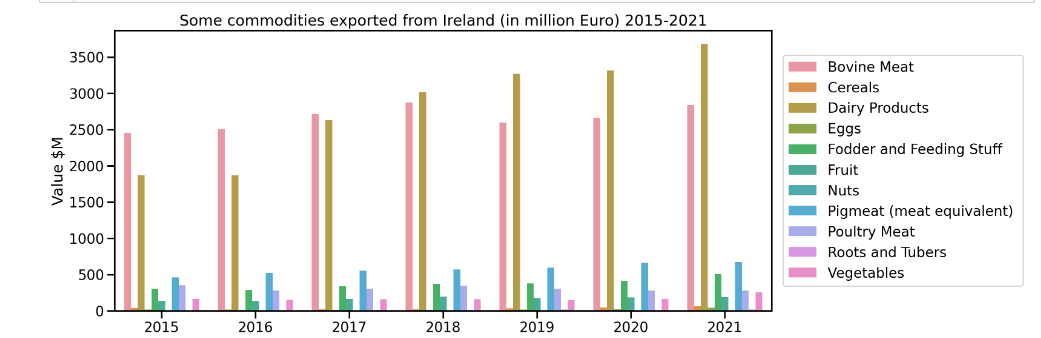 Some commodities exported from Ireland (in million Euro) 2015-2021
Value $M
3500
3000
2500
2000
1500
1000
500
0
2015 2016 2017 2018 2019 2020 2021
Bovine Meat
Cereals
Dairy Products
Eggs
Fodder and Feeding Stuff
Fruit
Nuts
Pigmeat (meat equivalent)
Poultry Meat
Roots and Tubers
Vegetables